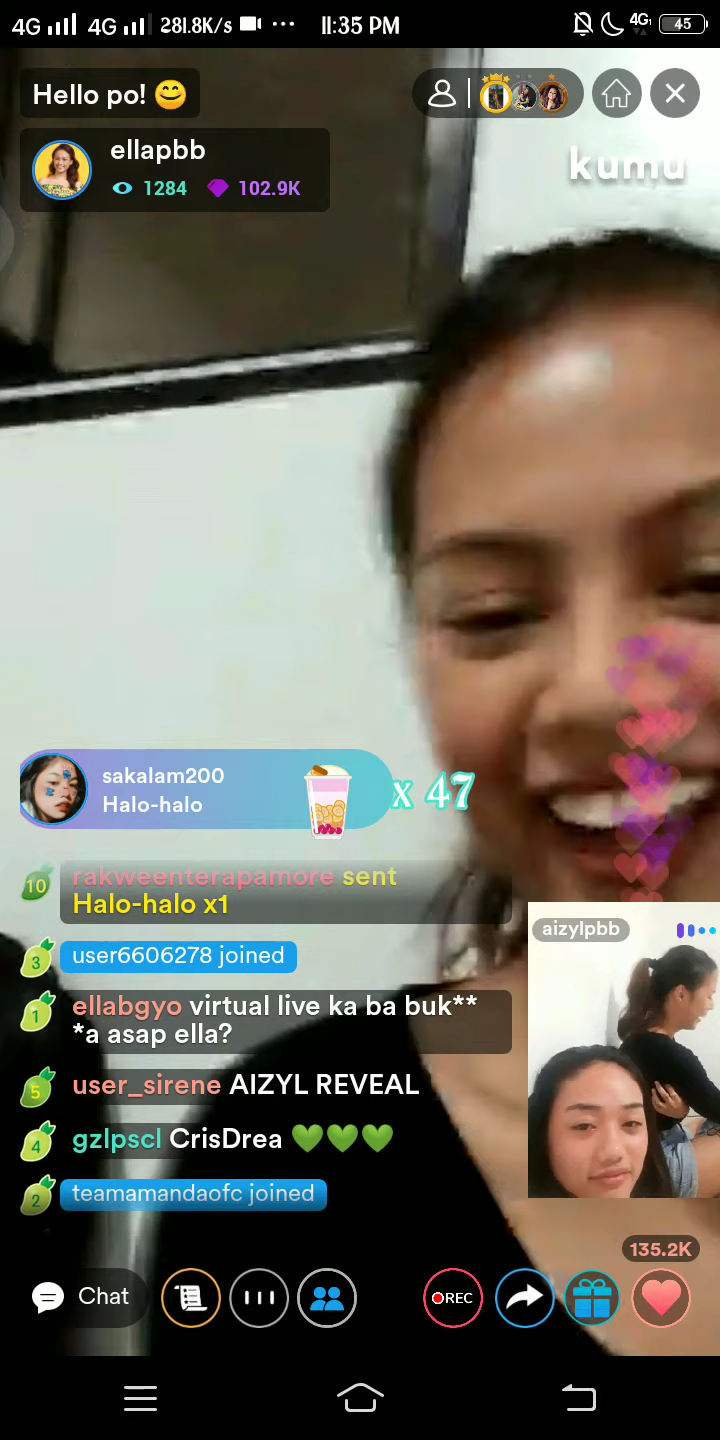 4G 4G 281.8K/s ... 11:35 PM 4G 45
Hello po! 😊
ellapbb
1284 102.9K
kumu
sakalam200
Halo-halo
x 47
10 rakweenterapamore sent
Halo-halo x1
3 user6606278 joined
1 ellabgyo virtual live ka ba buk**
*a asap ella?
5 user_sirene AIZYL REVEAL
4 gzlpscl CrisDrea 💚💚💚
2 teamamandaofc joined
aizylpbb
135.2K
Chat
REC